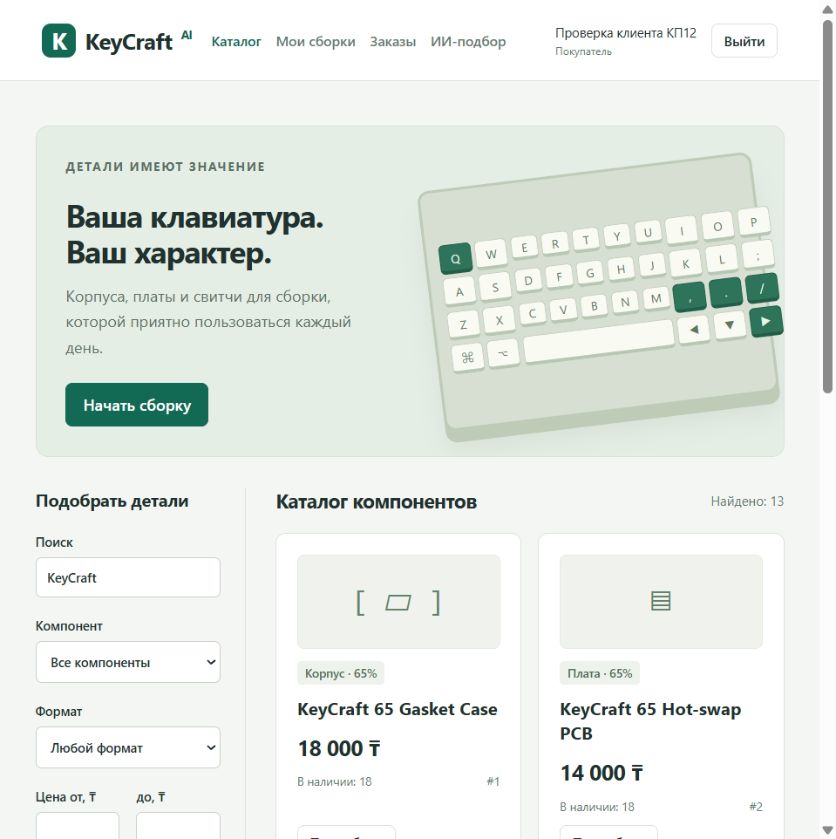 K KeyCraft AI Каталог Мои сборки Заказы ИИ-подбор Проверка клиента КП12 Выйти
Покупатель
ДЕТАЛИ ИМЕЮТ ЗНАЧЕНИЕ
Ваша клавиатура.
Ваш характер.
Корпуса, платы и свитчи для сборки,
которой приятно пользоваться каждый
день.
Начать сборку
Q W E R T Y U I O P
A S D F G H J K L ;
Z X C V B N M , . /
⌘ ⌥ ◀ ▼ ▶
Подобрать детали
Поиск
KeyCraft
Компонент
Все компоненты
Формат
Любой формат
Цена от, ₸ до, ₸
Каталог компонентов Найдено: 13
Корпус · 65%
KeyCraft 65 Gasket Case
18 000 ₸
В наличии: 18 #1
Плата · 65%
KeyCraft 65 Hot-swap
PCB
14 000 ₸
В наличии: 18 #2